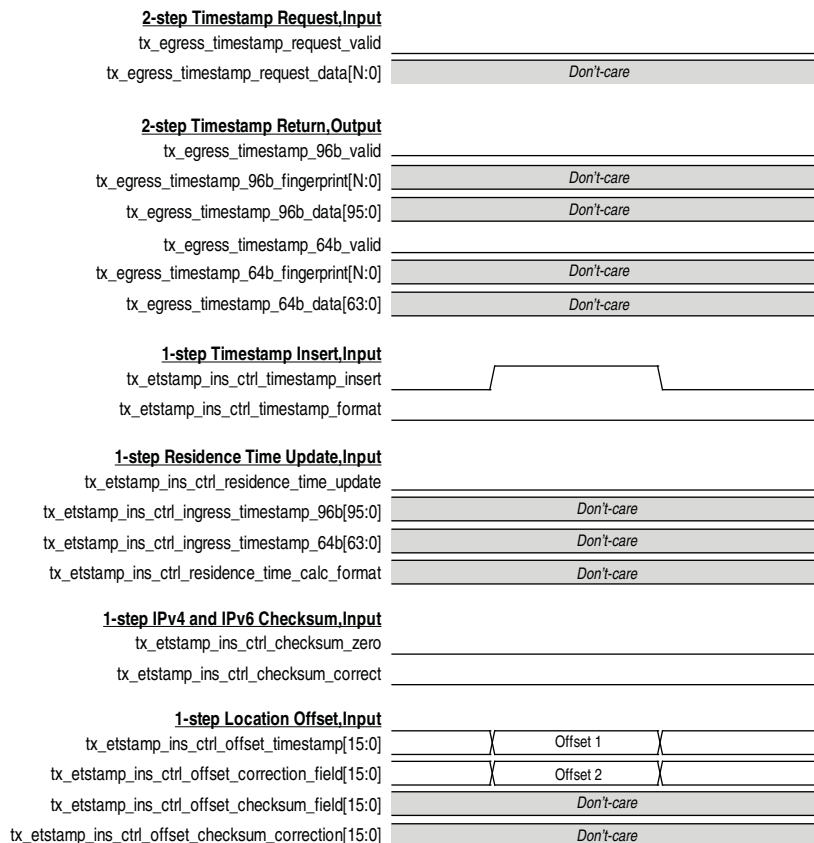 2-step Timestamp Request,Input
tx_egress_timestamp_request_valid
tx_egress_timestamp_request_data[N:0] Don't-care
2-step Timestamp Return,Output
tx_egress_timestamp_96b_valid
tx_egress_timestamp_96b_fingerprint[N:0] Don't-care
tx_egress_timestamp_96b_data[95:0] Don't-care
tx_egress_timestamp_64b_valid
tx_egress_timestamp_64b_fingerprint[N:0] Don't-care
tx_egress_timestamp_64b_data[63:0] Don't-care
1-step Timestamp Insert,Input
tx_etstamp_ins_ctrl_timestamp_insert
tx_etstamp_ins_ctrl_timestamp_format
1-step Residence Time Update,Input
tx_etstamp_ins_ctrl_residence_time_update
tx_etstamp_ins_ctrl_ingress_timestamp_96b[95:0] Don't-care
tx_etstamp_ins_ctrl_ingress_timestamp_64b[63:0] Don't-care
tx_etstamp_ins_ctrl_residence_time_calc_format Don't-care
1-step IPv4 and IPv6 Checksum,Input
tx_etstamp_ins_ctrl_checksum_zero
tx_etstamp_ins_ctrl_checksum_correct
1-step Location Offset,Input
tx_etstamp_ins_ctrl_offset_timestamp[15:0] Offset 1
tx_etstamp_ins_ctrl_offset_correction_field[15:0] Offset 2
tx_etstamp_ins_ctrl_offset_checksum_field[15:0] Don't-care
tx_etstamp_ins_ctrl_offset_checksum_correction[15:0] Don't-care